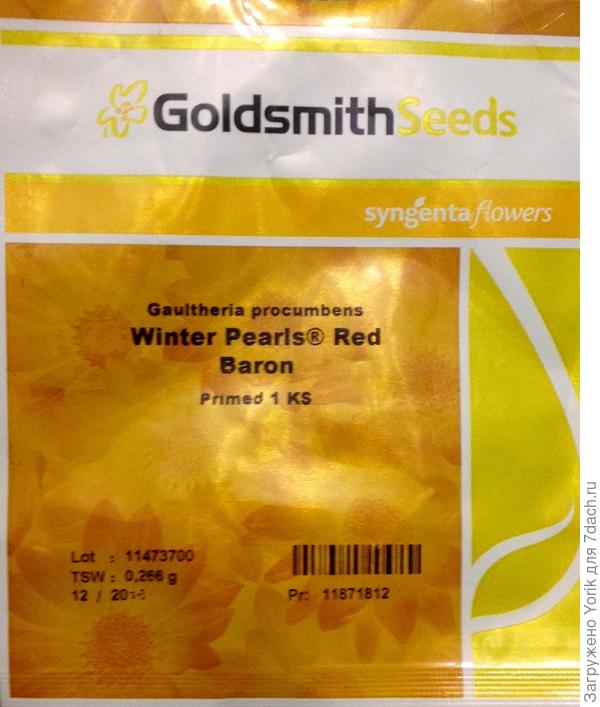 GoldsmithSeeds
syngenta flowers
Gaultheria procumbens
Winter Pearls® Red
Baron
Primed 1 KS
Lot : 11473700
TSW : 0,266 g
12 /
Pr: 11871812
Загружено Yorik для 7dach.ru